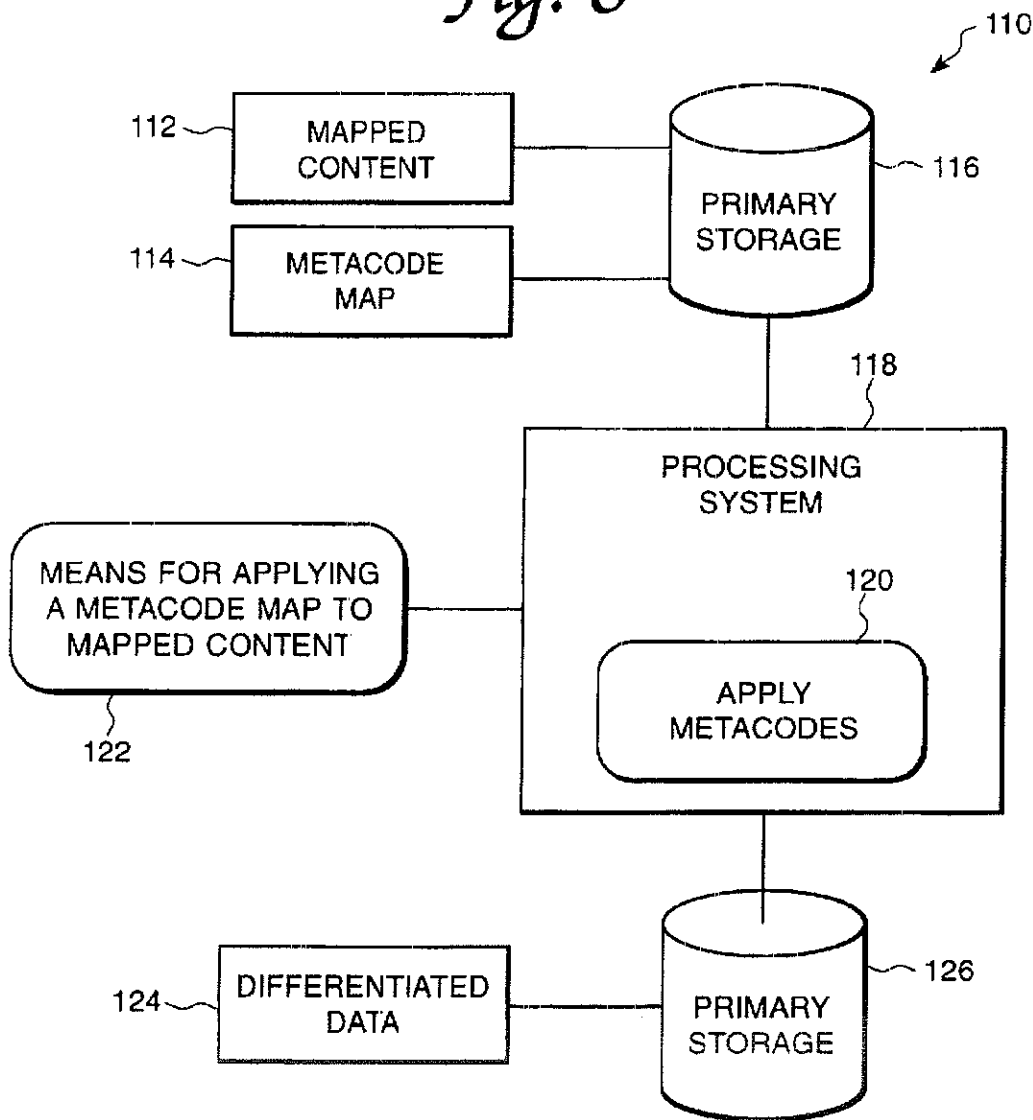 Fig.
110
112
MAPPED
CONTENT
116
PRIMARY
STORAGE
114
METACODE
MAP
118
PROCESSING
SYSTEM
MEANS FOR APPLYING
A METACODE MAP TO
MAPPED CONTENT
122
120
APPLY
METACODES
124
DIFFERENTIATED
DATA
126
PRIMARY
STORAGE